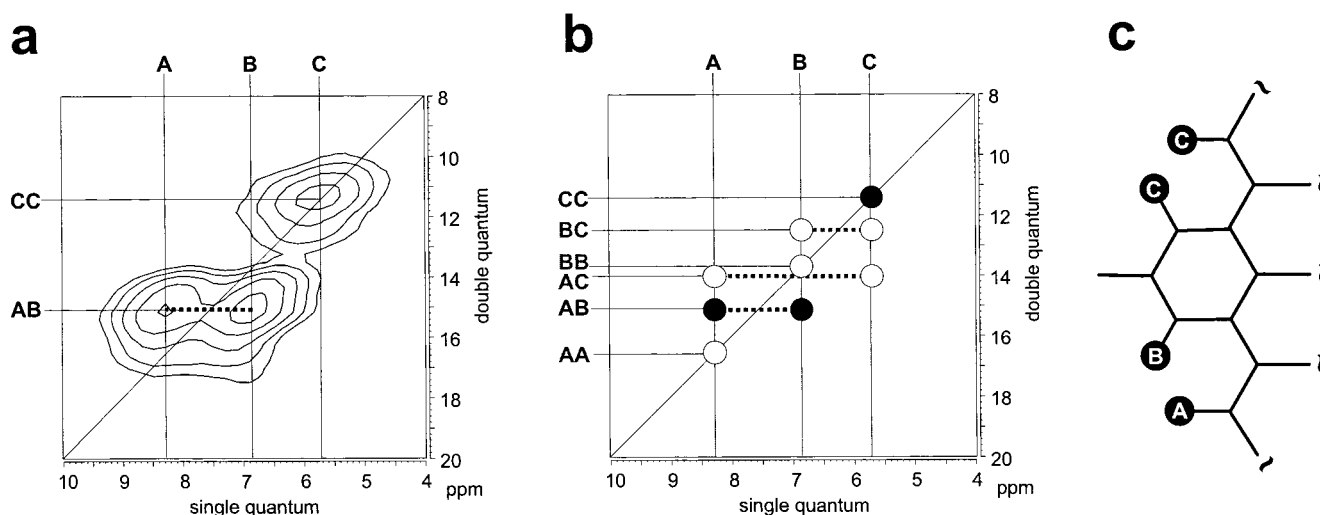 a
A B C
8
10
12
14
16
18
20
double quantum
CC
AB
10 9 8 7 6 5 4
ppm
single quantum
b
A B C
8
10
12
14
16
18
20
double quantum
CC
BC
BB
AC
AB
AA
10 9 8 7 6 5 4
ppm
single quantum
c
C
C
B
A